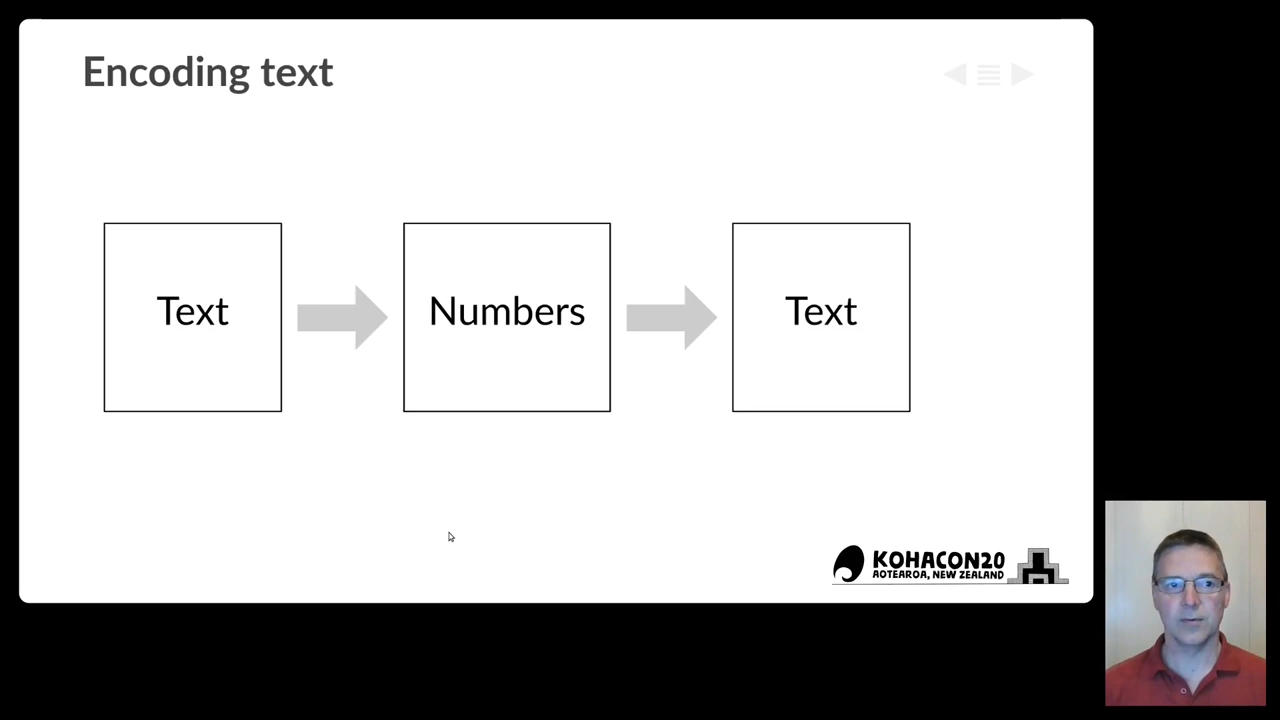 Encoding text
Text
Numbers
Text
KOHACON20
AOTEAROA, NEW ZEALAND